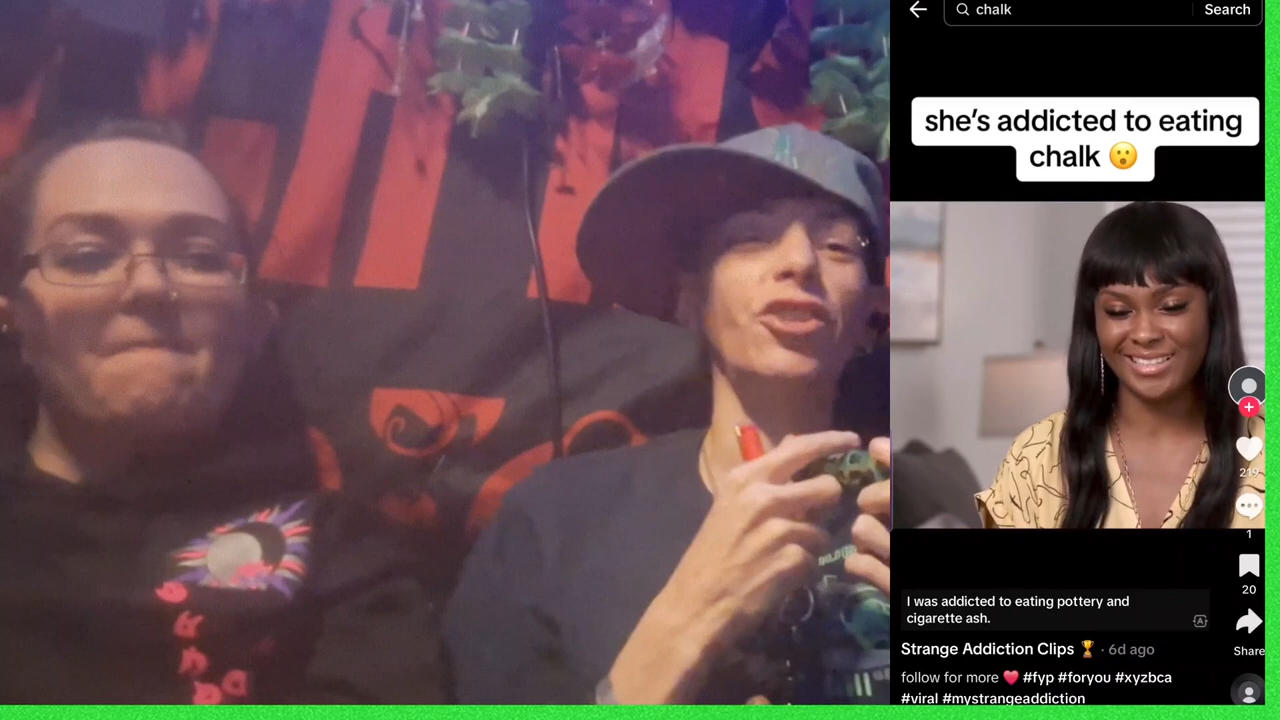 chalk
Search
she's addicted to eating
chalk 😮
219
1
20
I was addicted to eating pottery and
cigarette ash.
Share
Strange Addiction Clips 🏆 · 6d ago
follow for more ❤️ #fyp #foryou #xyzbca
#viral #mystrangeaddiction